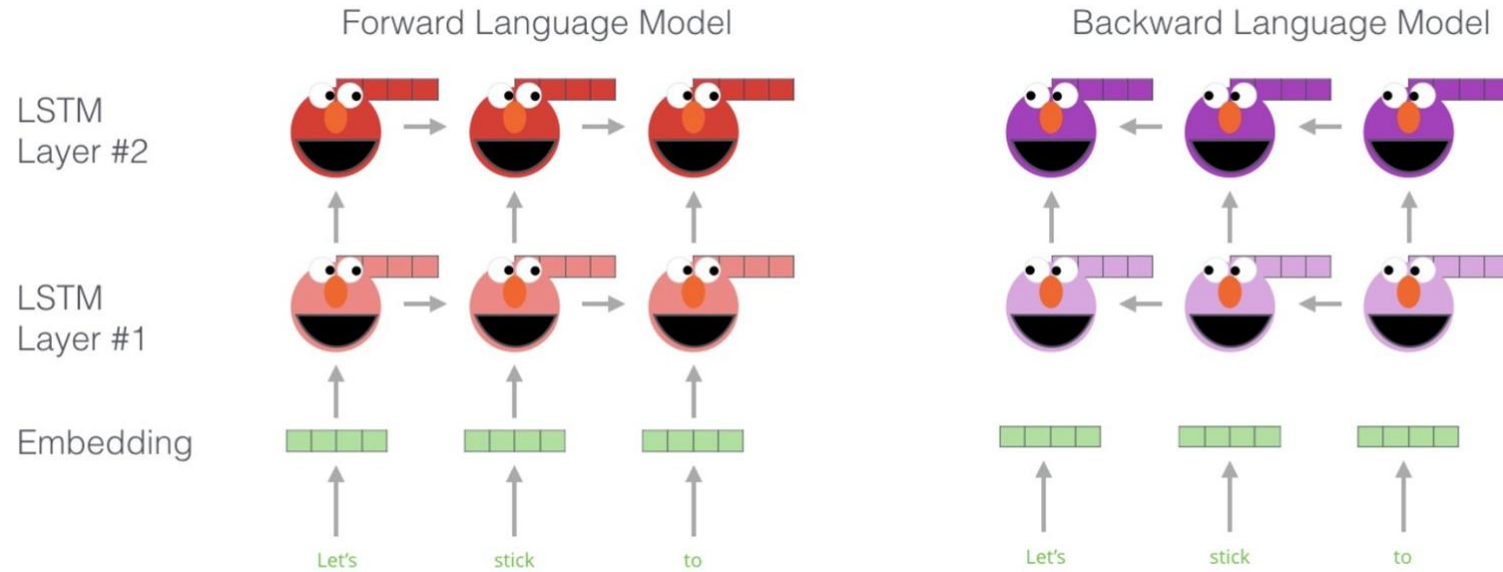 Forward Language Model
Backward Language Model
LSTM
Layer #2
LSTM
Layer #1
Embedding
Let's
stick
to
Let's
stick
to